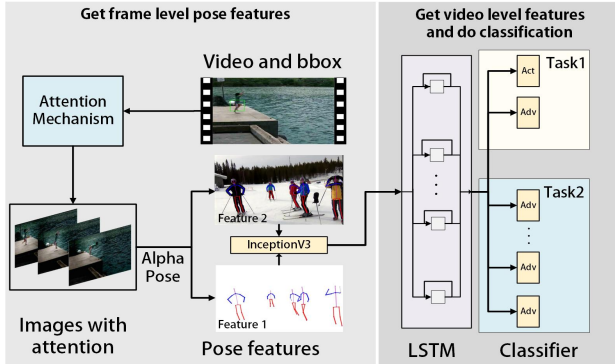 Get frame level pose features
Get video level features
and do classification
Video and bbox
Attention
Mechanism
Alpha
Pose
Feature 2
InceptionV3
Feature 1
Images with
attention
Pose features
Act
Task1
Adv
Task2
Adv
Adv
Adv
LSTM
Classifier